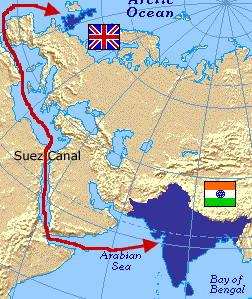 Arctic
Ocean
Suez Canal
Arabian
Sea
Bay of
Bengal